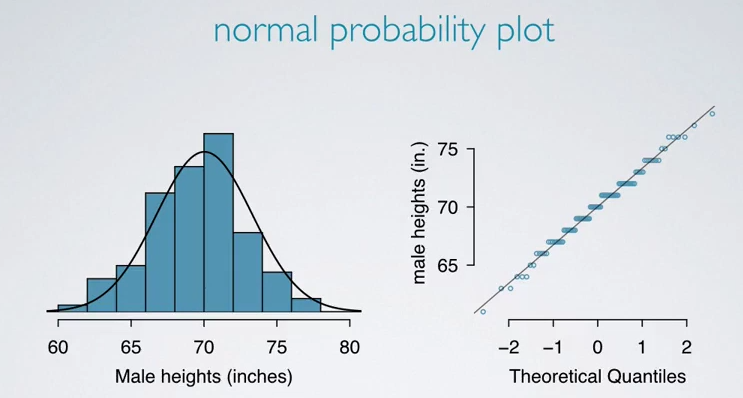 normal probability plot
60 65 70 75 80
Male heights (inches)
male heights (in.)
75
70
65
−2 −1 0 1 2
Theoretical Quantiles